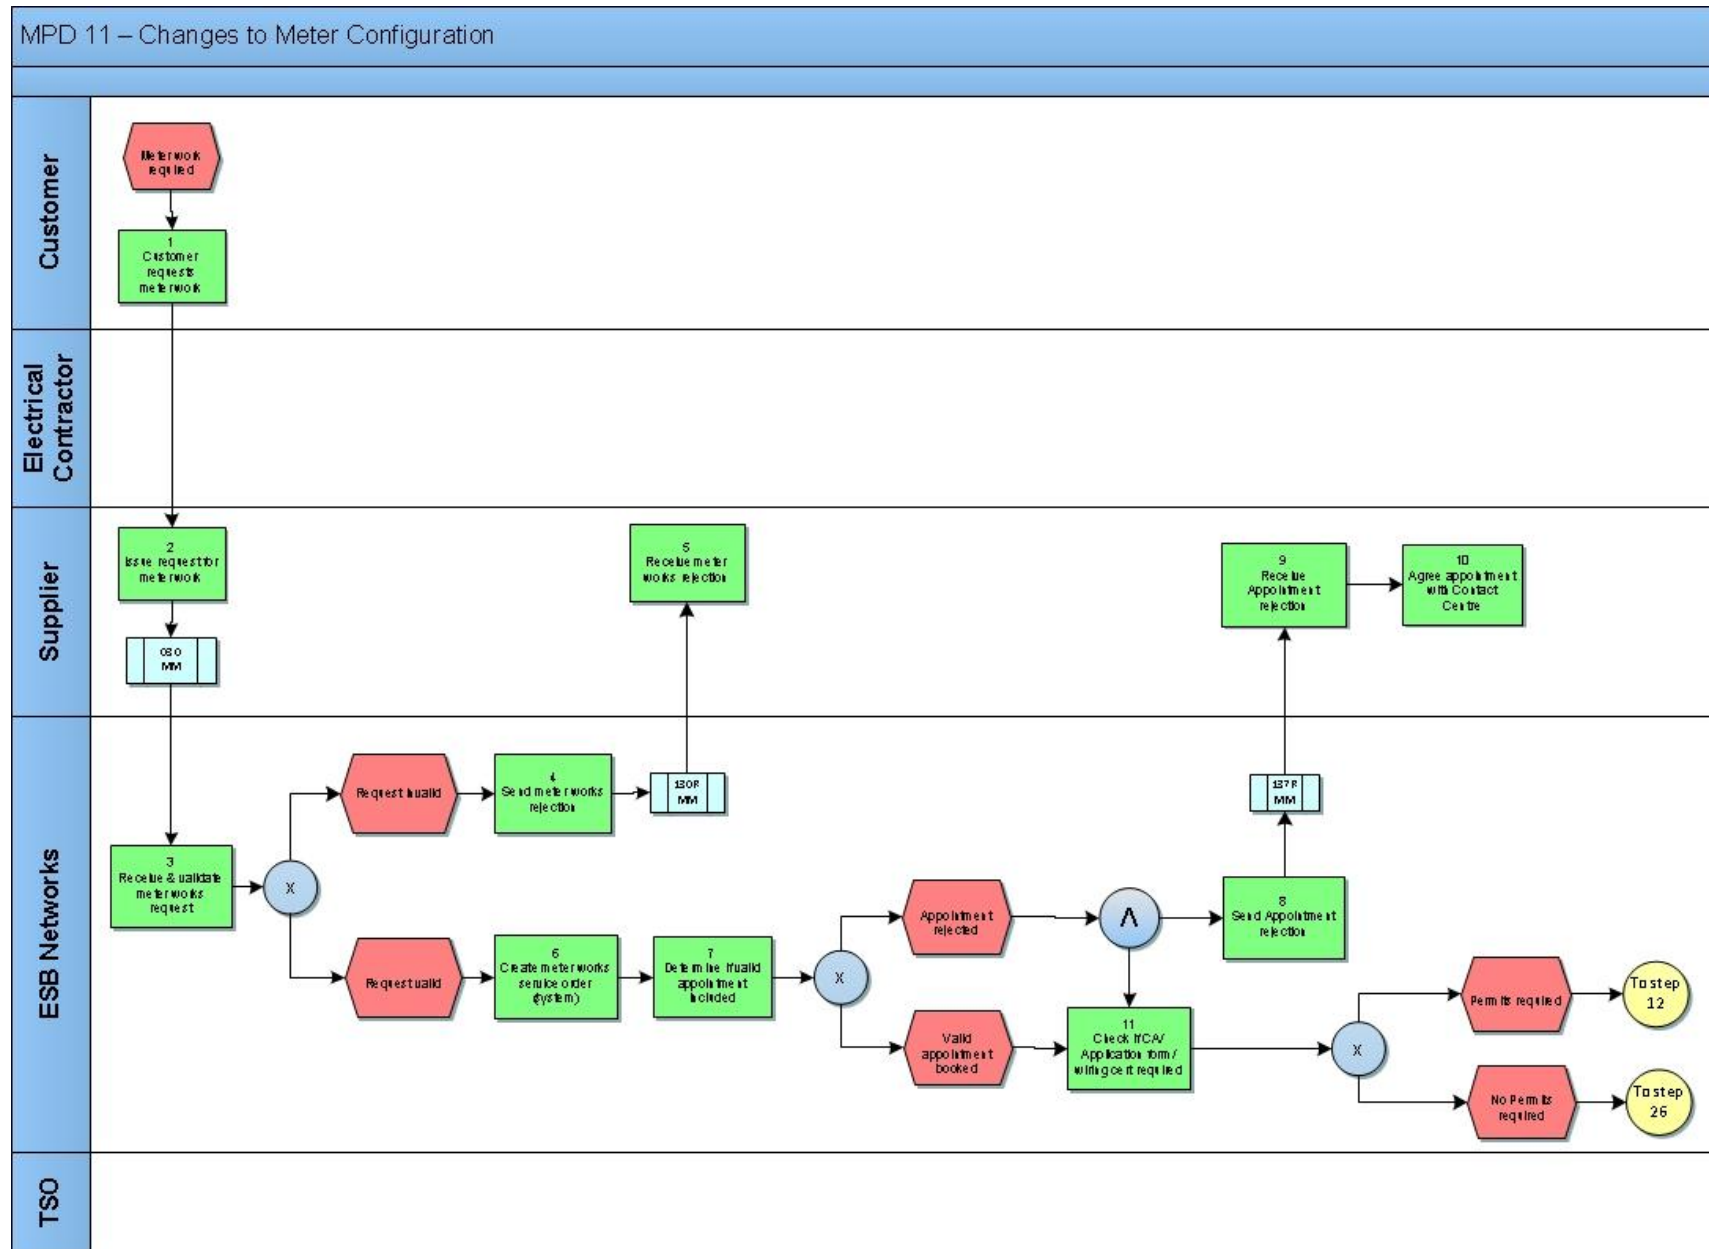 MPD 11 – Changes to Meter Configuration
Customer
Meter work
required
1
Customer
requests
meter work
Electrical
Contractor
Supplier
2
Issue request for
meter work
MM
5
Receive meter
works rejection
9
Receive
Appointment
rejection
10
Agree appointment
with Contact
Centre
ESB Networks
3
Receive & validate
meter works
request
X
Request invalid
4
Send meter works
rejection
130R
MM
Request valid
6
Create meter works
service order
(system)
7
Determine if valid
appointment
included
X
Appointment
rejected
Λ
8
Send Appointment
rejection
137R
MM
Valid
appointment
booked
11
Check if CA/
Application form /
wiring cert required
X
Permits required
To step
12
No Permits
required
To step
26
TSO